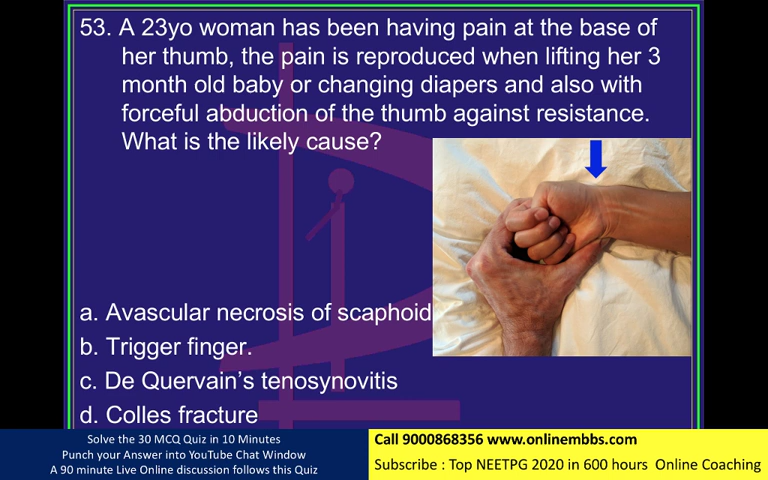 53. A 23yo woman has been having pain at the base of
her thumb, the pain is reproduced when lifting her 3
month old baby or changing diapers and also with
forceful abduction of the thumb against resistance.
What is the likely cause?
a. Avascular necrosis of scaphoid
b. Trigger finger.
c. De Quervain’s tenosynovitis
d. Colles fracture
Solve the 30 MCQ Quiz in 10 Minutes
Punch your Answer into YouTube Chat Window
A 90 minute Live Online discussion follows this Quiz
Call 9000868356 www.onlinembbs.com
Subscribe : Top NEETPG 2020 in 600 hours Online Coaching